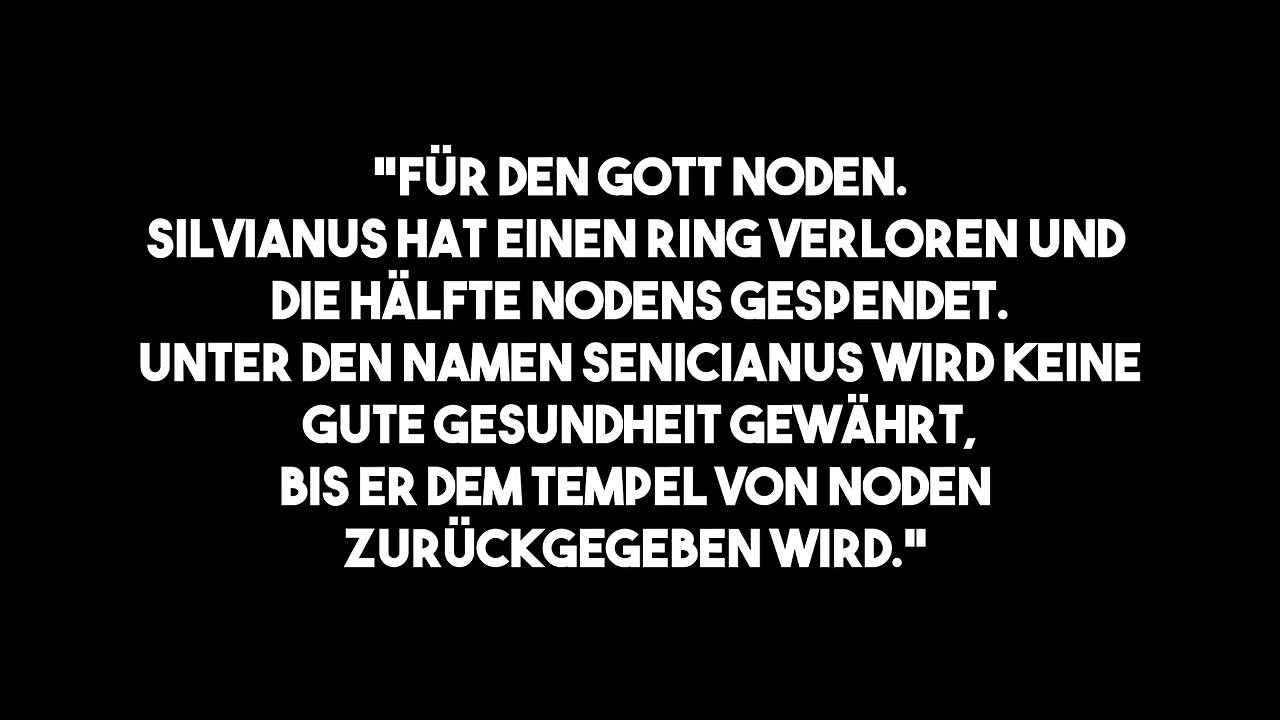 "FÜR DEN GOTT NODEN.
SILVIANUS HAT EINEN RING VERLOREN UND
DIE HÄLFTE NODENS GESPENDET.
UNTER DEN NAMEN SENICIANUS WIRD KEINE
GUTE GESUNDHEIT GEWÄHRT,
BIS ER DEM TEMPEL VON NODEN
ZURÜCKGEGEBEN WIRD."